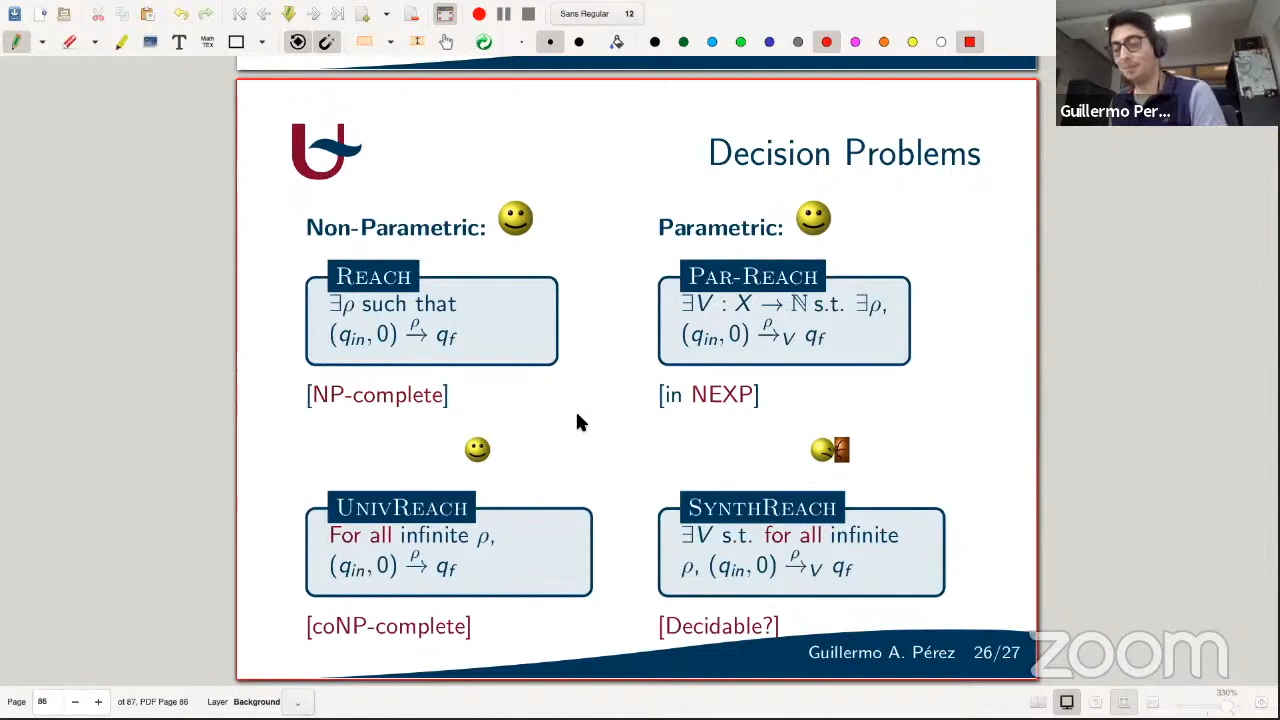 Sans Regular 12
Math
TEX
T
Guillermo Per...
Decision Problems
Non-Parametric:
Parametric:
REACH
∃ρ such that
(q_in, 0) →^ρ q_f
[NP-complete]
PAR-REACH
∃V : X → ℕ s.t. ∃ρ,
(q_in, 0) →^ρ_V q_f
[in NEXP]
UNIVREACH
For all infinite ρ,
(q_in, 0) →^ρ q_f
[coNP-complete]
SYNTHREACH
∃V s.t. for all infinite
ρ, (q_in, 0) →^ρ_V q_f
[Decidable?]
Guillermo A. Pérez 26/27
zoom
Page 86 of 87, PDF Page 86 Layer Background
330%